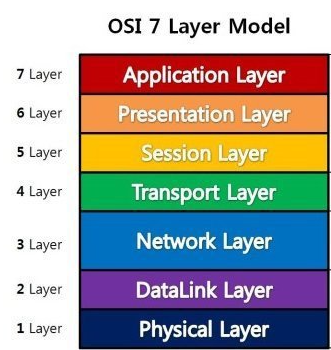 OSI 7 Layer Model
7 Layer Application Layer
6 Layer Presentation Layer
5 Layer Session Layer
4 Layer Transport Layer
3 Layer Network Layer
2 Layer DataLink Layer
1 Layer Physical Layer